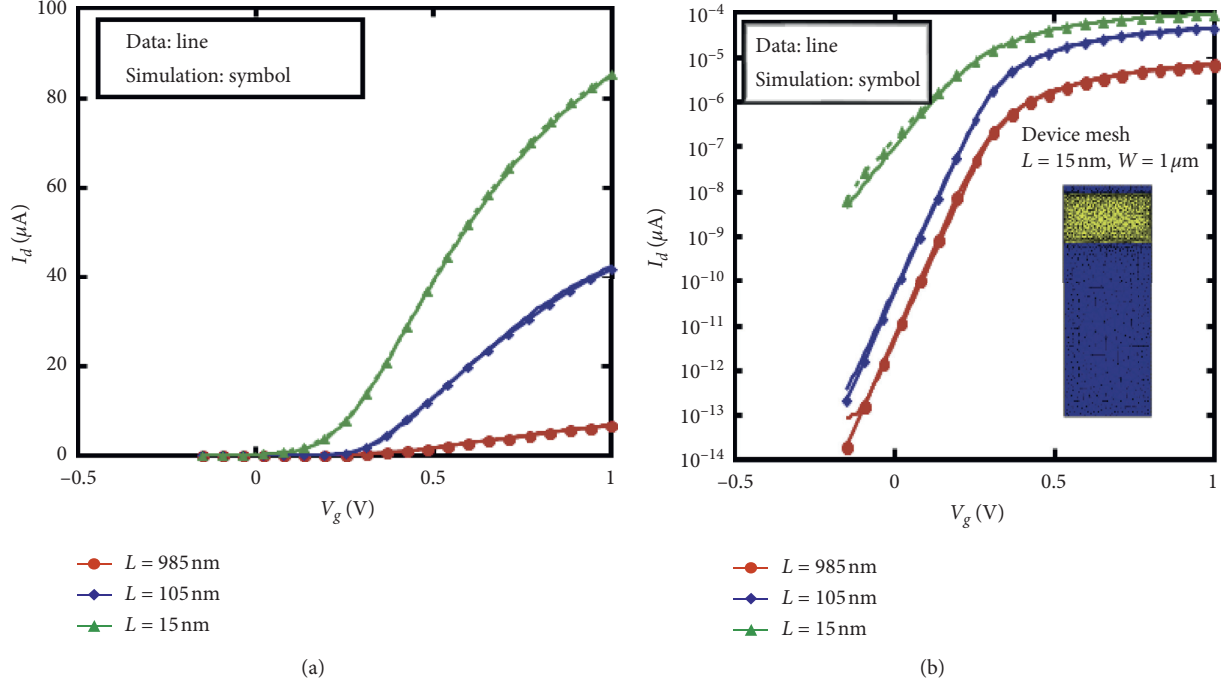 100
80
60
40
20
0
−0.5
0
0.5
1
I_d (μA)
V_g (V)
Data: line
Simulation: symbol
L = 985 nm
L = 105 nm
L = 15 nm
(a)
10⁻⁴
10⁻⁵
10⁻⁶
10⁻⁷
10⁻⁸
10⁻⁹
10⁻¹⁰
10⁻¹¹
10⁻¹²
10⁻¹³
10⁻¹⁴
−0.5
0
0.5
1
I_d (μA)
V_g (V)
Data: line
Simulation: symbol
Device mesh
L = 15 nm, W = 1 μm
L = 985 nm
L = 105 nm
L = 15 nm
(b)